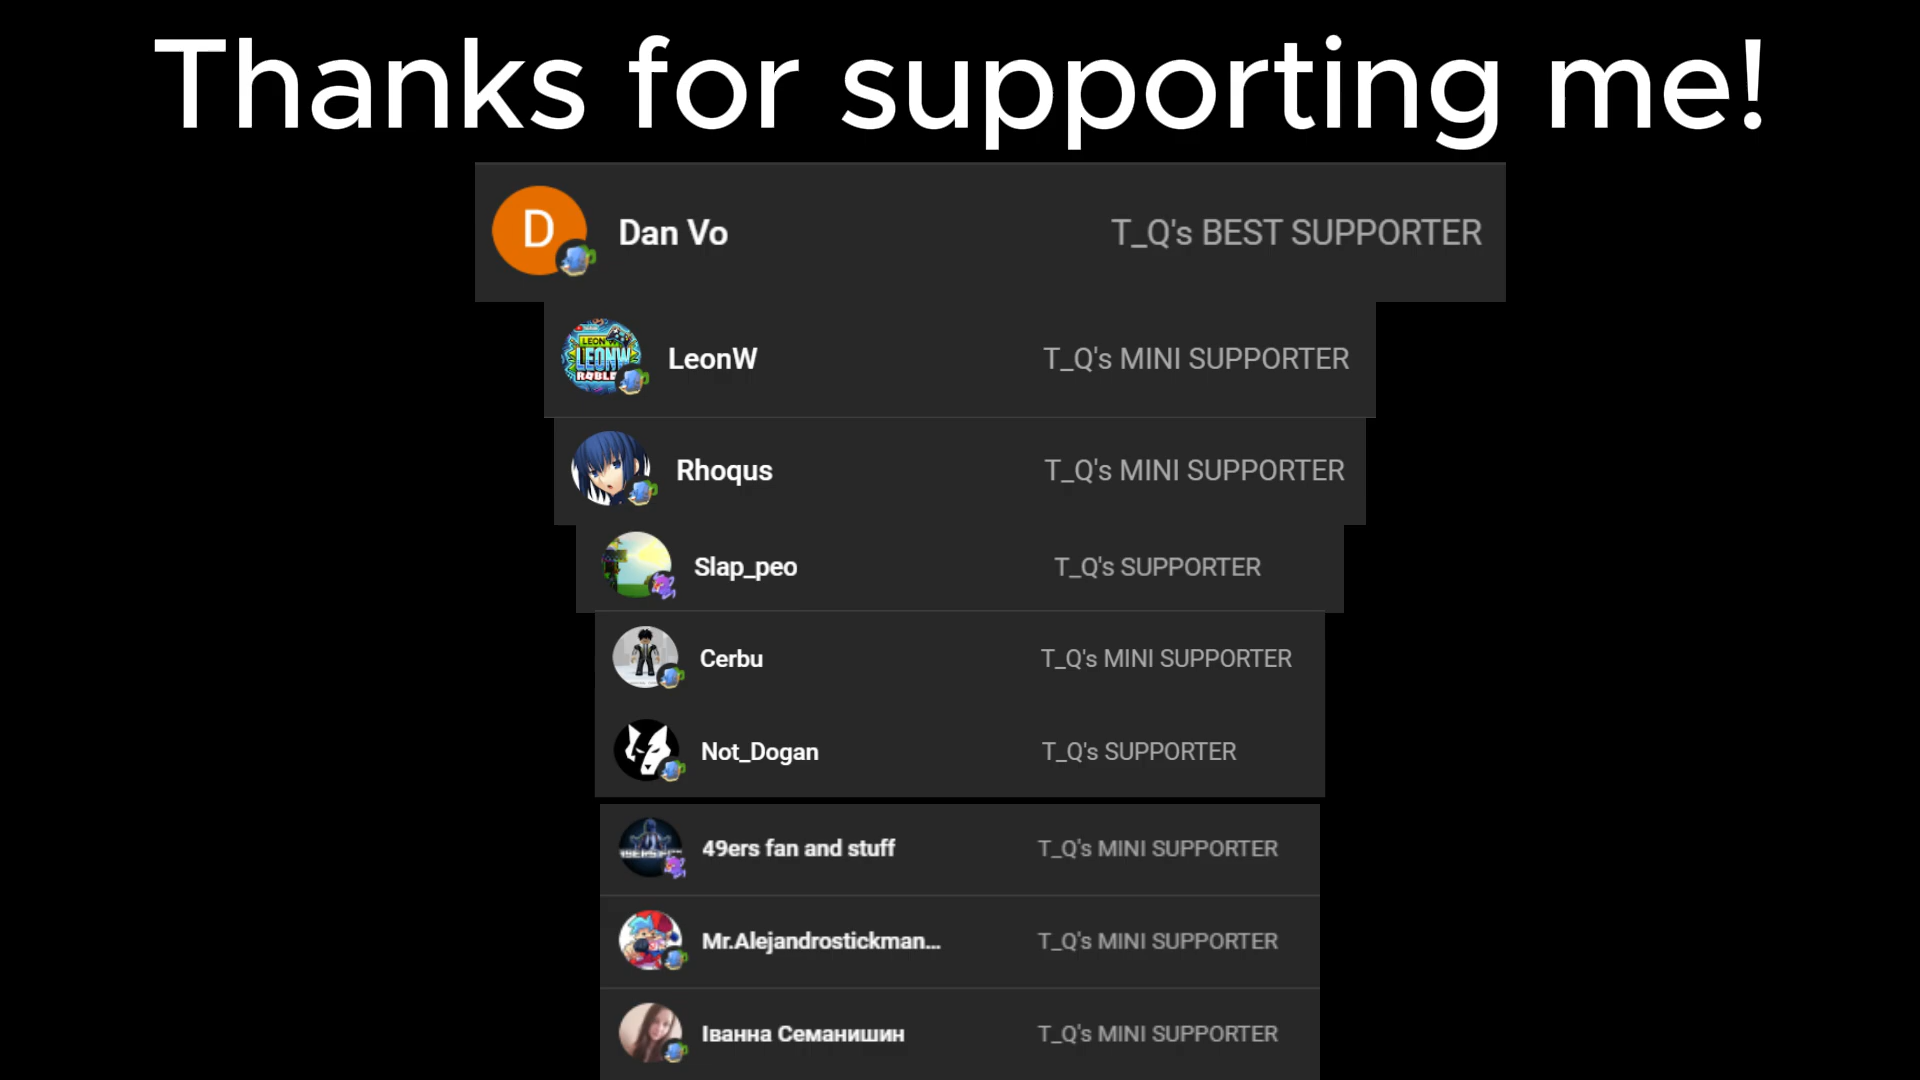 Thanks for supporting me!
D
Dan Vo T_Q's BEST SUPPORTER
LEON
LEONW
LeonW T_Q's MINI SUPPORTER
Rhoqus T_Q's MINI SUPPORTER
Slap_peo T_Q's SUPPORTER
Cerbu T_Q's MINI SUPPORTER
Not_Dogan T_Q's SUPPORTER
49ers fan and stuff T_Q's MINI SUPPORTER
Mr.Alejandrostickman... T_Q's MINI SUPPORTER
Іванна Семанишин T_Q's MINI SUPPORTER